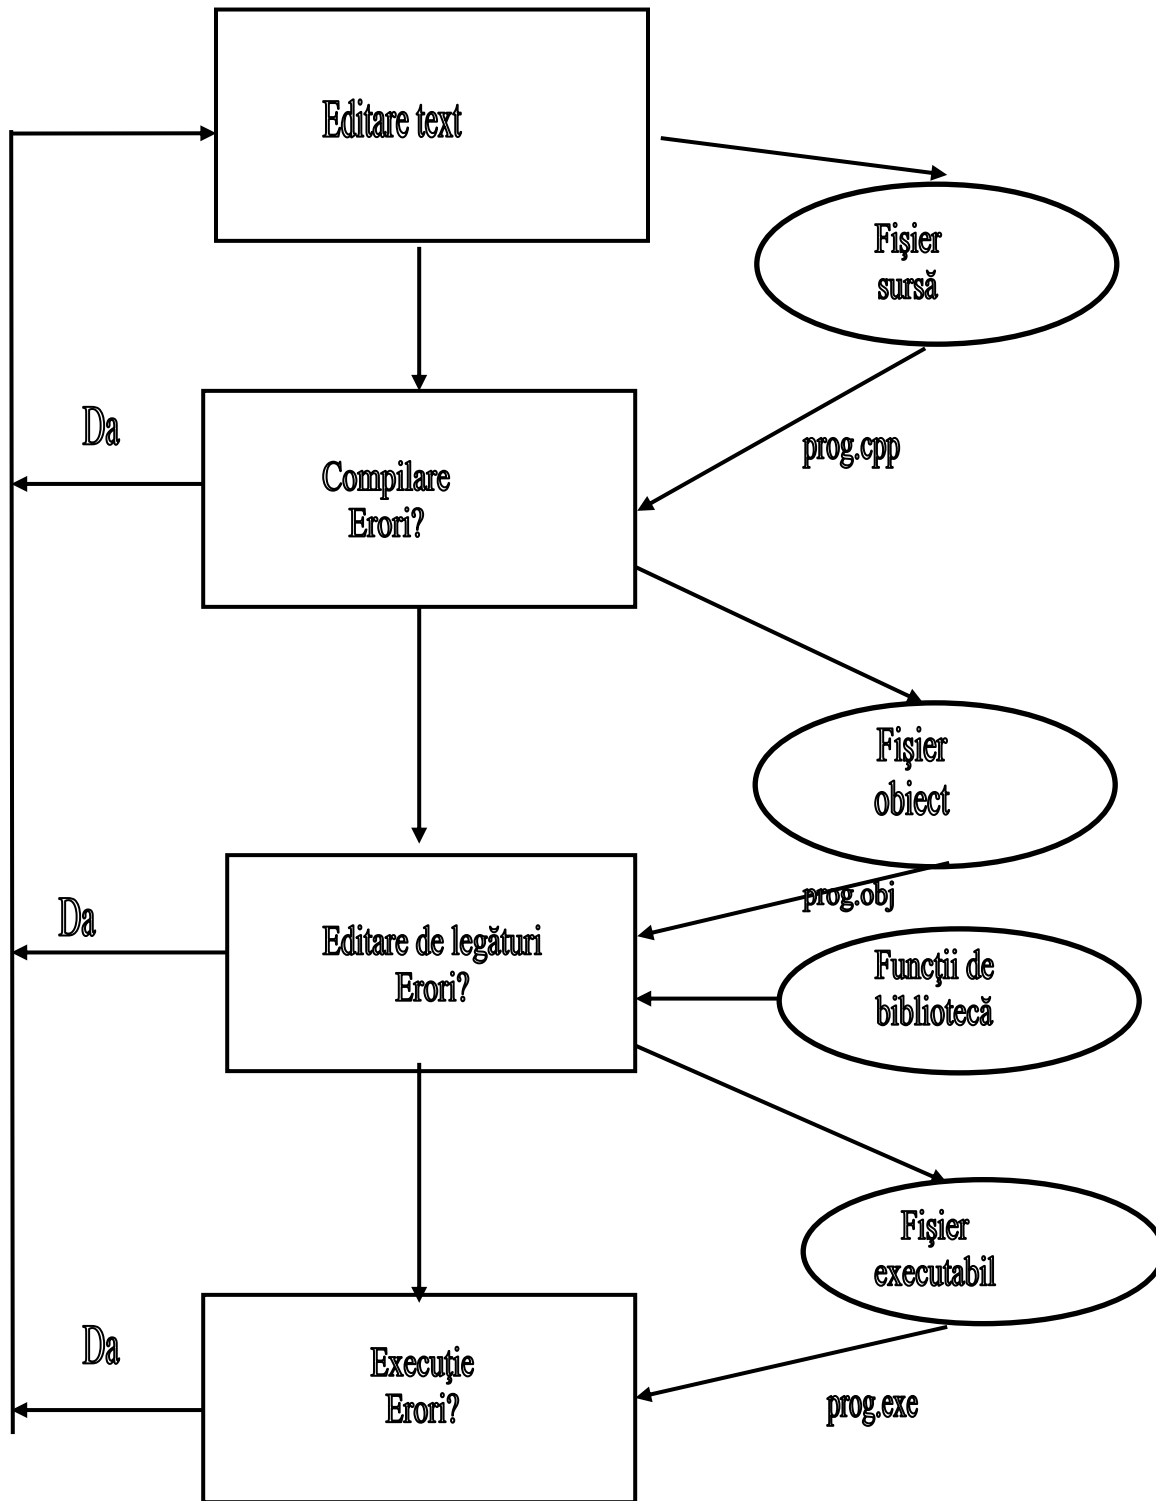 Editare text
Fişier
sursă
Da
prog.cpp
Compilare
Erori?
Fişier
obiect
prog.obj
Da
Editare de legături
Erori?
Funcţii de
bibliotecă
Fişier
executabil
Da
Execuţie
Erori?
prog.exe